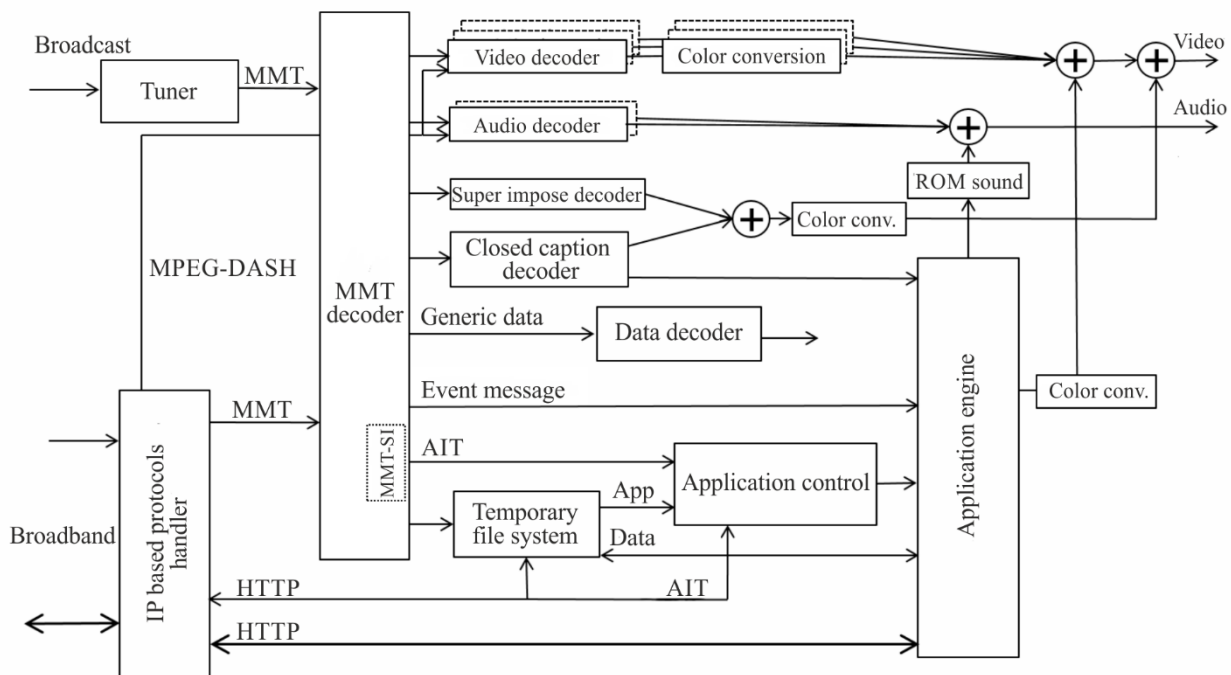 Broadcast
MMT
Tuner
Video decoder
Color conversion
Video
Audio decoder
Audio
ROM sound
Super impose decoder
Color conv.
Closed caption
decoder
MPEG-DASH
MMT
decoder
Generic data
Data decoder
Event message
Color conv.
MMT
MMT-SI
AIT
Application control
Application engine
App
Temporary
file system
Data
Broadband
IP based protocols
handler
HTTP
AIT
HTTP